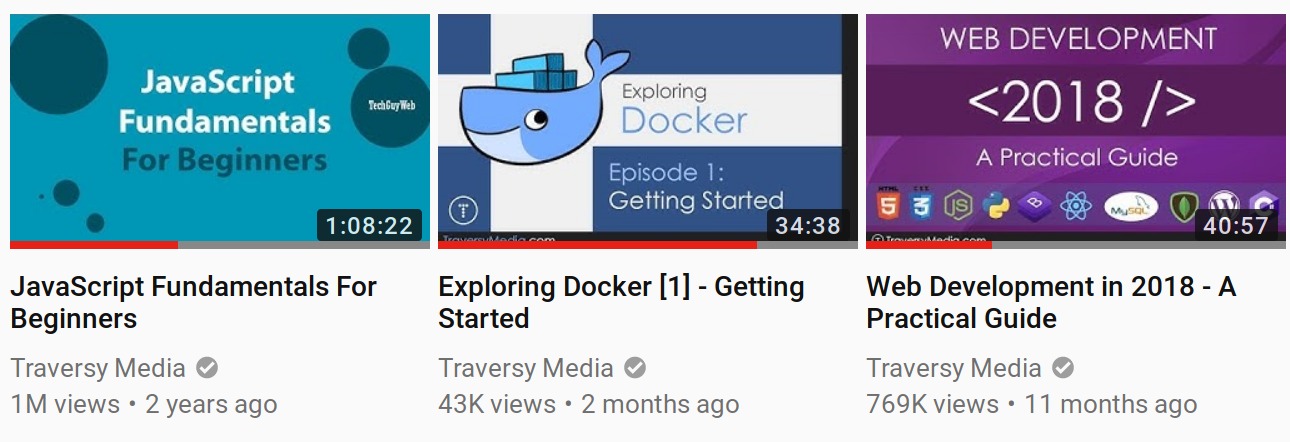 JavaScript
Fundamentals
For Beginners
TechGuyWeb
1:08:22
Exploring
Docker
Episode 1:
Getting Started
TraversyMedia.com
34:38
WEB DEVELOPMENT
<2018 />
A Practical Guide
HTML
5
CSS
3
JS
B
MySQL
W
C
TraversyMedia.com
40:57
JavaScript Fundamentals For
Beginners
Traversy Media
1M views • 2 years ago
Exploring Docker [1] - Getting
Started
Traversy Media
43K views • 2 months ago
Web Development in 2018 - A
Practical Guide
Traversy Media
769K views • 11 months ago